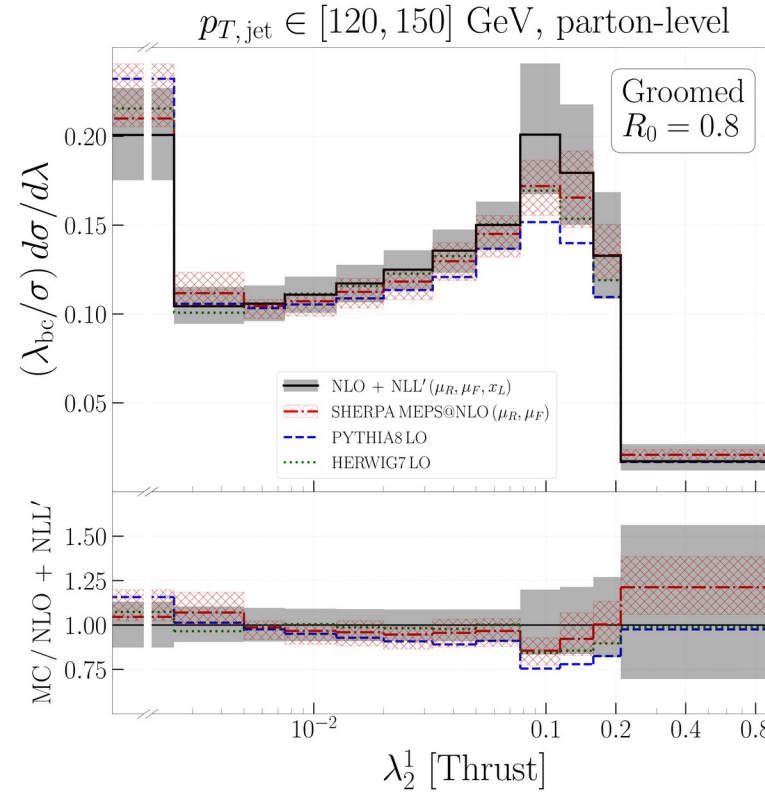 p_{T, jet} ∈ [120, 150] GeV, parton-level
Groomed
R_0 = 0.8
(λ_bc/σ) dσ/dλ
0.20
0.15
0.10
0.05
NLO + NLL′(μ_R, μ_F, x_L)
SHERPA MEPS@NLO (μ_R, μ_F)
PYTHIA8 LO
HERWIG7 LO
MC / NLO + NLL′
1.50
1.25
1.00
0.75
10^{-2} 0.1 0.2 0.4 0.8
λ^1_2 [Thrust]